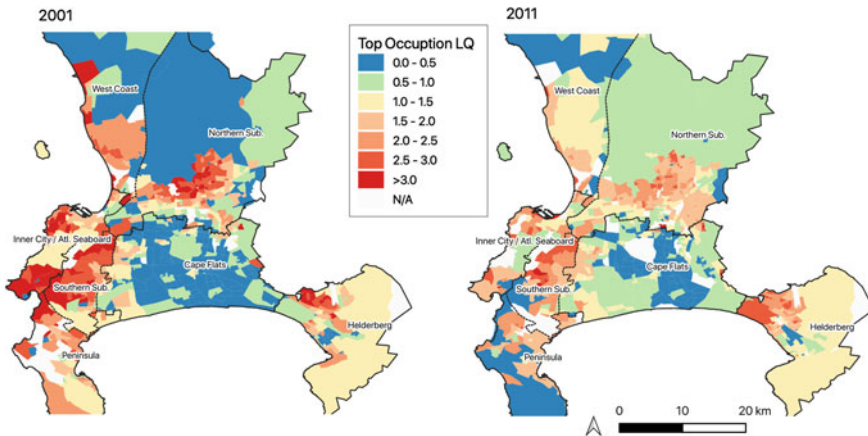 2001
2011
Top Occuption LQ
0.0 - 0.5
0.5 - 1.0
1.0 - 1.5
1.5 - 2.0
2.0 - 2.5
2.5 - 3.0
>3.0
N/A
West Coast
Northern Sub.
Inner City / Atl. Seaboard
Cape Flats
Southern Sub.
Helderberg
Peninsula
West Coast
Northern Sub.
Inner City / Atl. Seaboard
Cape Flats
Southern Sub.
Helderberg
Peninsula
0 10 20 km